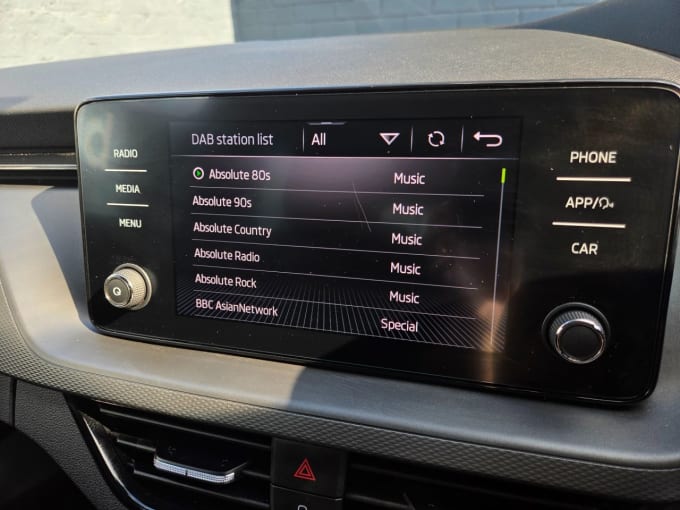 RADIO
MEDIA
MENU
DAB station list All
Absolute 80s Music
Absolute 90s Music
Absolute Country Music
Absolute Radio Music
Absolute Rock Music
BBC AsianNetwork Special
PHONE
APP/
CAR